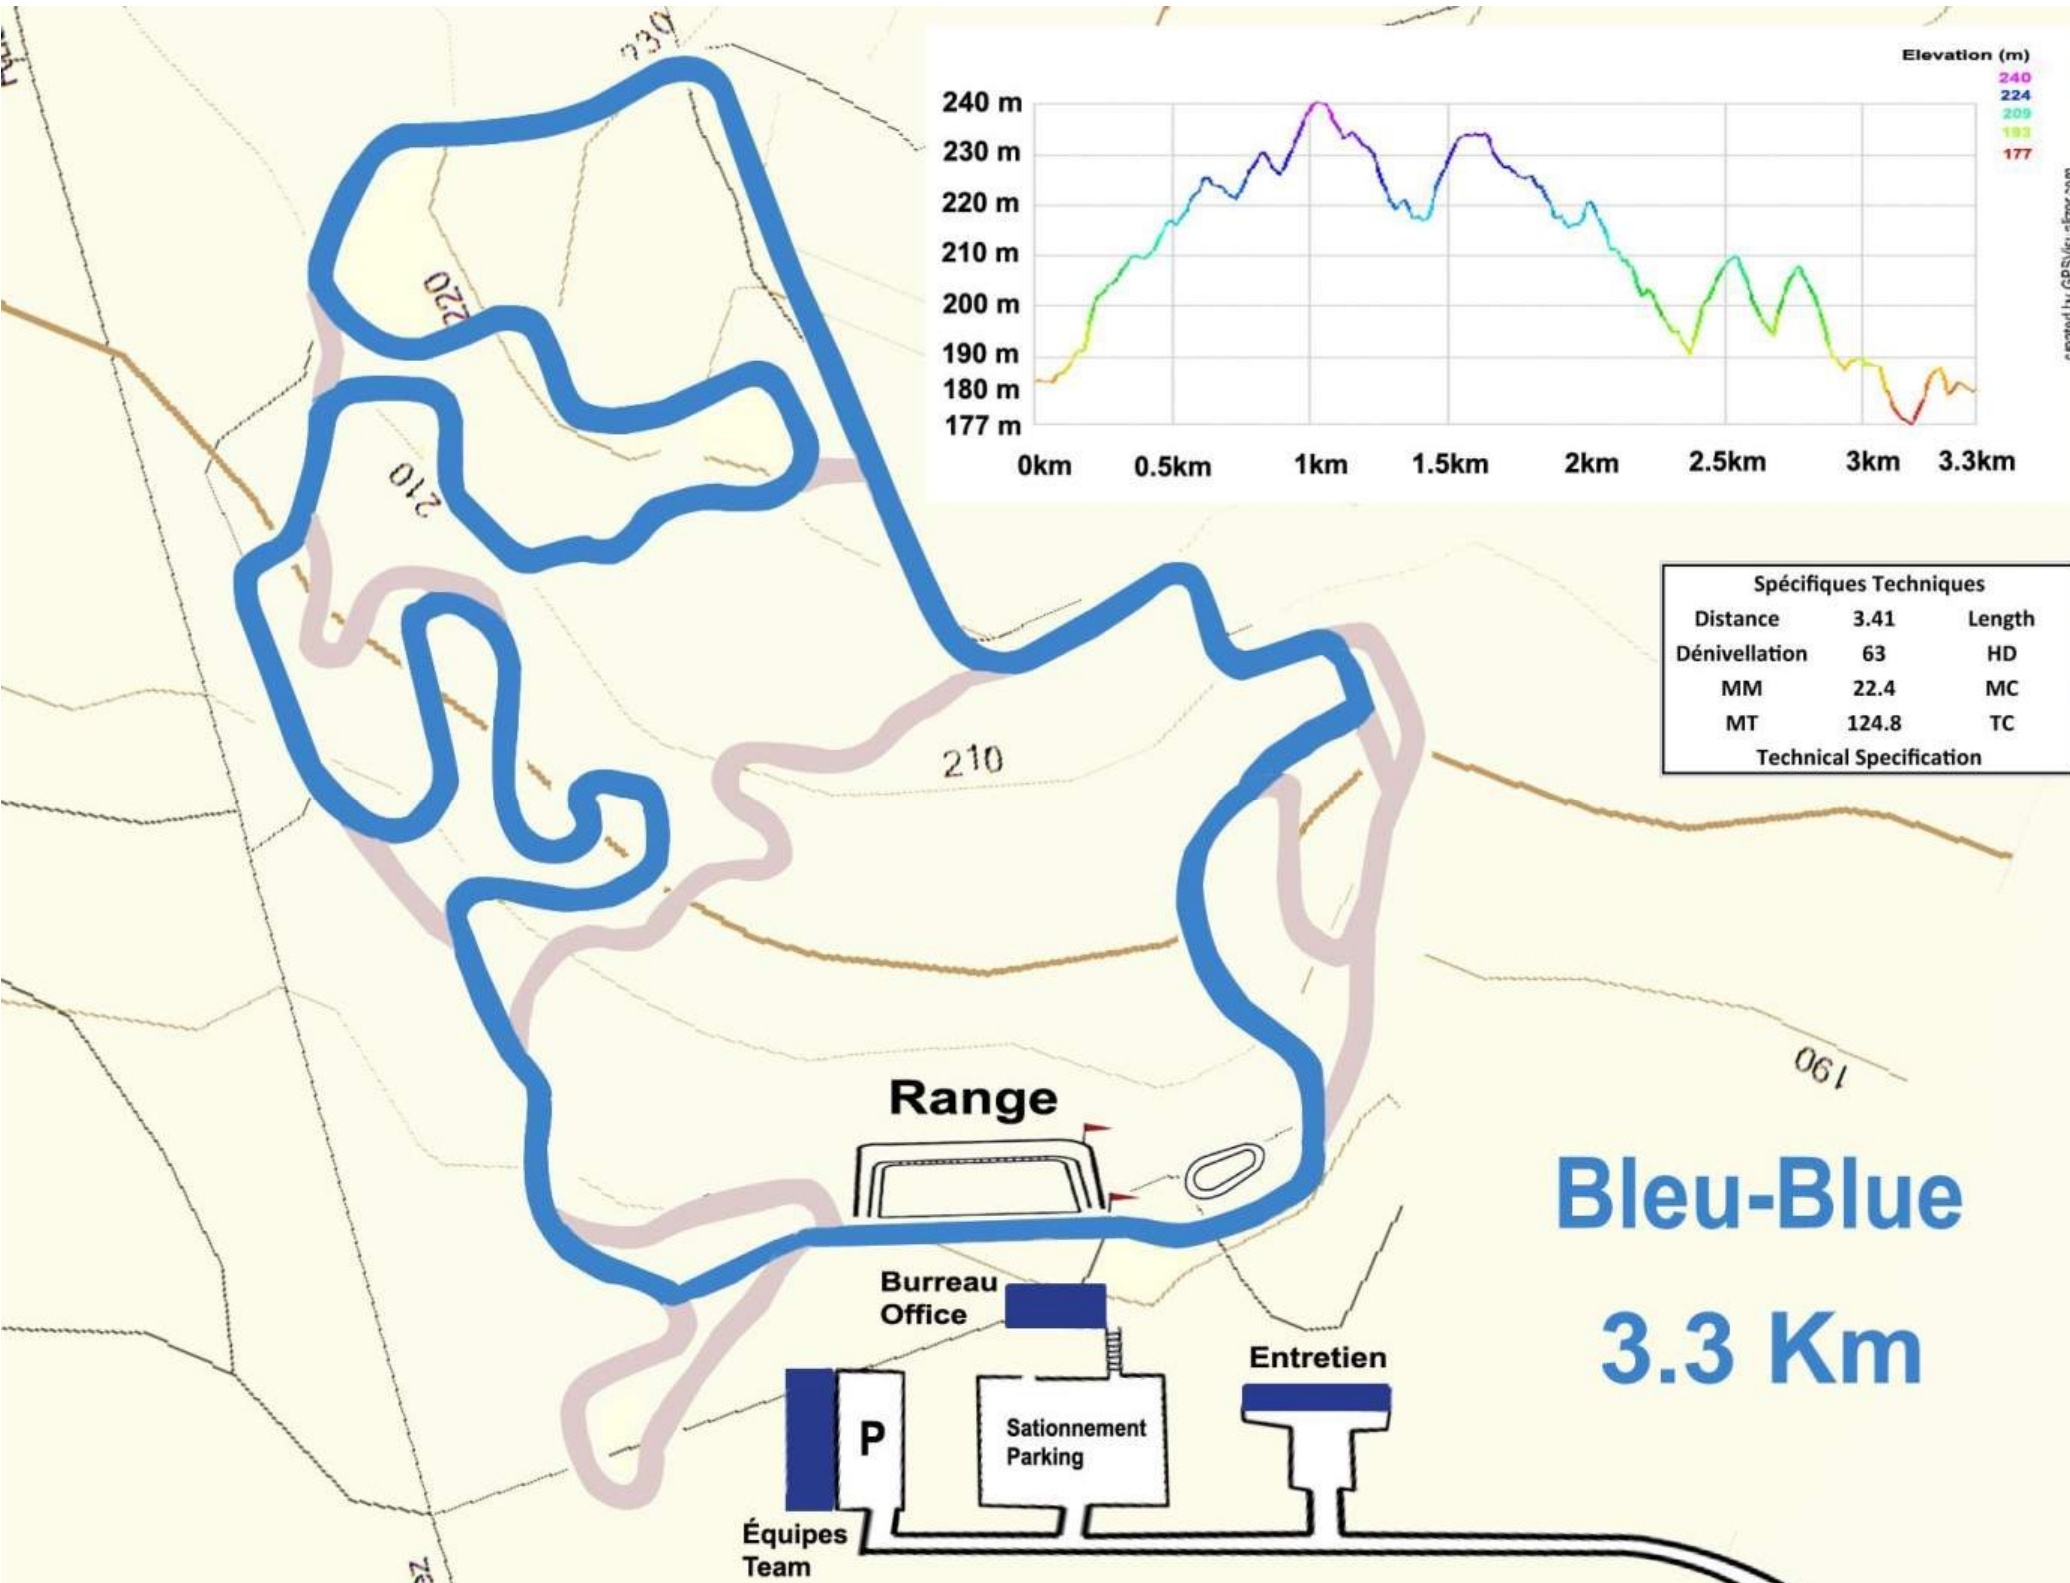 730
Elevation (m)
240
224
209
193
177
240 m
230 m
220 m
210 m
200 m
190 m
180 m
177 m
0km 0.5km 1km 1.5km 2km 2.5km 3km 3.3km
220
210
Spécifiques Techniques
Distance 3.41 Length
Dénivellation 63 HD
MM 22.4 MC
MT 124.8 TC
Technical Specification
210
190
Range
Bleu-Blue
3.3 Km
Burreau
Office
Entretien
P
Sationnement
Parking
Équipes
Team